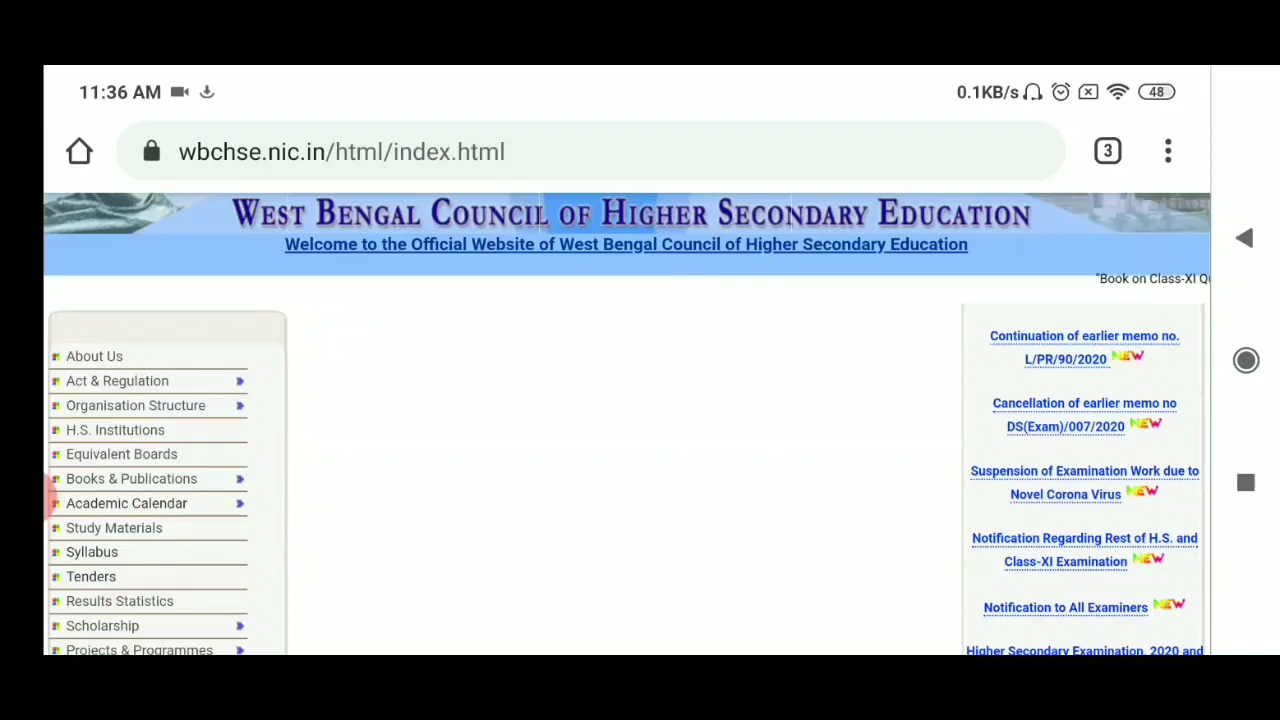 11:36 AM
0.1KB/s
48
wbchse.nic.in/html/index.html
3
WEST BENGAL COUNCIL OF HIGHER SECONDARY EDUCATION
Welcome to the Official Website of West Bengal Council of Higher Secondary Education
"Book on Class-XI
About Us
Act & Regulation
Organisation Structure
H.S. Institutions
Equivalent Boards
Books & Publications
Academic Calendar
Study Materials
Syllabus
Tenders
Results Statistics
Scholarship
Projects & Programmes
Continuation of earlier memo no.
L/PR/90/2020 NEW
Cancellation of earlier memo no
DS(Exam)/007/2020 NEW
Suspension of Examination Work due to
Novel Corona Virus NEW
Notification Regarding Rest of H.S. and
Class-XI Examination NEW
Notification to All Examiners NEW
Higher Secondary Examination, 2020 and